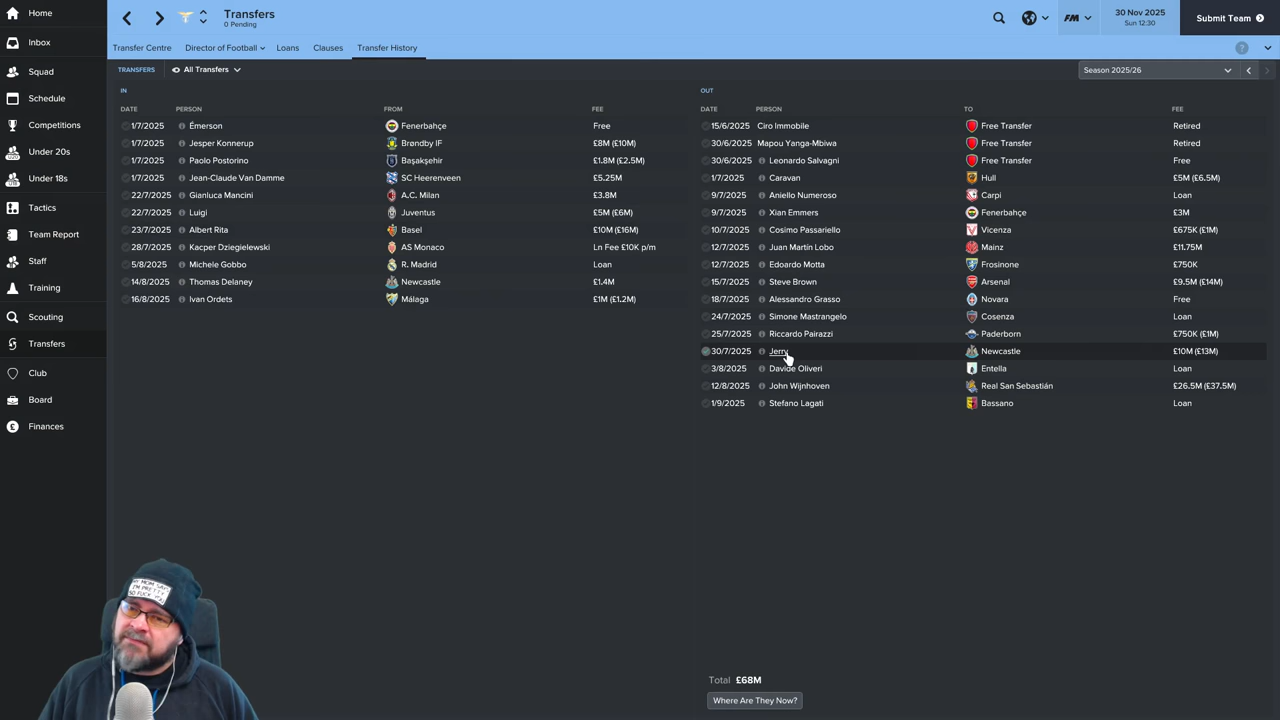 Home
Inbox
Squad
Schedule
Competitions
Under 20s
Under 18s
Tactics
Team Report
Staff
Training
Scouting
Transfers
Club
Board
Finances
Transfers
0 Pending
FM
30 Nov 2025
Sun 12:30
Submit Team
Transfer Centre Director of Football Loans Clauses Transfer History
TRANSFERS All Transfers Season 2025/26
IN
DATE PERSON FROM FEE
1/7/2025 Émerson Fenerbahçe Free
1/7/2025 Jesper Konnerup Brøndby IF £8M (£10M)
1/7/2025 Paolo Postorino Başakşehir £1.8M (£2.5M)
1/7/2025 Jean-Claude Van Damme SC Heerenveen £5.25M
22/7/2025 Gianluca Mancini A.C. Milan £3.8M
22/7/2025 Luigi Juventus £5M (£6M)
23/7/2025 Albert Rita Basel £10M (£16M)
28/7/2025 Kacper Dziegielewski AS Monaco Ln Fee £10K p/m
5/8/2025 Michele Gobbo R. Madrid Loan
14/8/2025 Thomas Delaney Newcastle £1.4M
16/8/2025 Ivan Ordets Málaga £1M (£1.2M)
OUT
DATE PERSON TO FEE
15/6/2025 Ciro Immobile Free Transfer Retired
30/6/2025 Mapou Yanga-Mbiwa Free Transfer Retired
30/6/2025 Leonardo Salvagni Free Transfer Free
1/7/2025 Caravan Hull £5M (£6.5M)
9/7/2025 Aniello Numeroso Carpi Loan
9/7/2025 Xian Emmers Fenerbahçe £3M
10/7/2025 Cosimo Passariello Vicenza £675K (£1M)
12/7/2025 Juan Martín Lobo Mainz £11.75M
12/7/2025 Edoardo Motta Frosinone £750K
15/7/2025 Steve Brown Arsenal £9.5M (£14M)
18/7/2025 Alessandro Grasso Novara Free
24/7/2025 Simone Mastrangelo Cosenza Loan
25/7/2025 Riccardo Pairazzi Paderborn £750K (£1M)
30/7/2025 Jerry Newcastle £10M (£13M)
3/8/2025 Davide Oliveri Entella Loan
12/8/2025 John Wijnhoven Real San Sebastián £26.5M (£37.5M)
1/9/2025 Stefano Lagati Bassano Loan
Total £68M
Where Are They Now?
MY MOM SAYS
I'M PRETTY
SO FUCK YOU